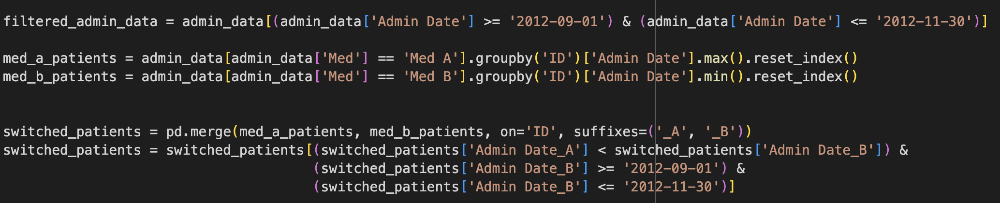 filtered_admin_data = admin_data[(admin_data['Admin Date'] >= '2012-09-01') & (admin_data['Admin Date'] <= '2012-11-30')]
med_a_patients = admin_data[admin_data['Med'] == 'Med A'].groupby('ID')['Admin Date'].max().reset_index()
med_b_patients = admin_data[admin_data['Med'] == 'Med B'].groupby('ID')['Admin Date'].min().reset_index()
switched_patients = pd.merge(med_a_patients, med_b_patients, on='ID', suffixes=('_A', '_B'))
switched_patients = switched_patients[(switched_patients['Admin Date_A'] < switched_patients['Admin Date_B']) &
(switched_patients['Admin Date_B'] >= '2012-09-01') &
(switched_patients['Admin Date_B'] <= '2012-11-30')]